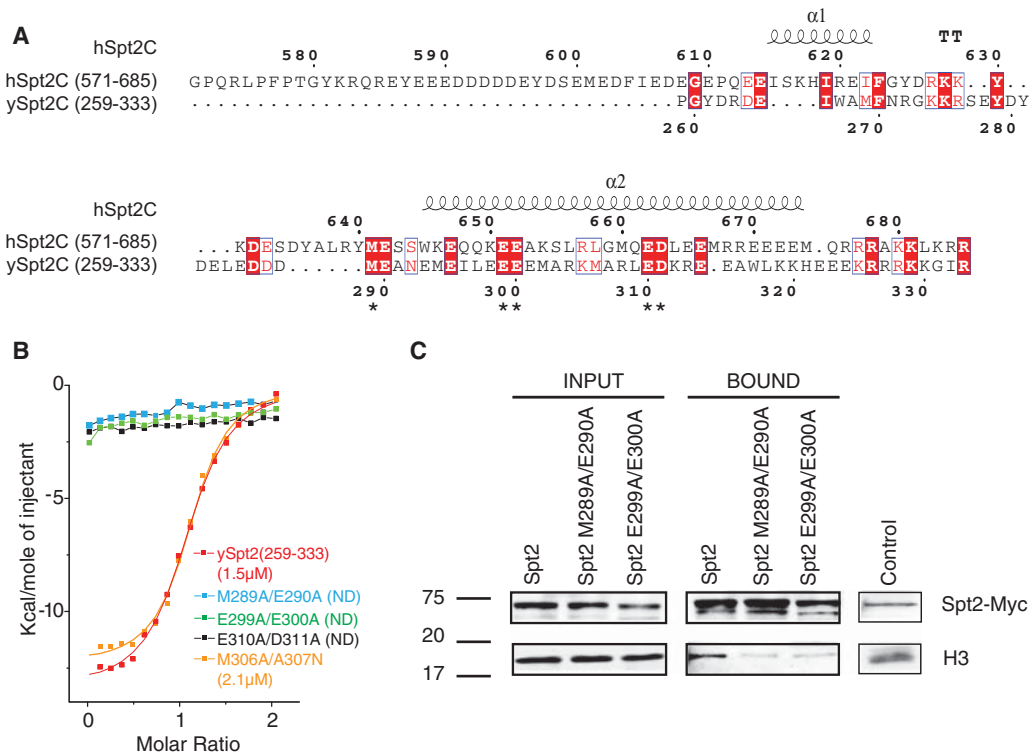 A
hSpt2C
α1
TT
580 590 600 610 620 630
hSpt2C (571-685) GPQRLPFPTGYKRQREYEEEDDDDDEYDSEMEDFIEDEGEPQEEISKHIREIFGYDRKK..Y..
ySpt2C (259-333) .....................................PGYDRDE....IWAMFNRGKKRSEYDY
260 270 280
hSpt2C
α2
640 650 660 670 680
hSpt2C (571-685) ...KDESDYALRYMESSWKEQQKEEAKSLRLGMQEDLEEMRREEEEEM.QRRRAKKLKRR
ySpt2C (259-333) DELEDD.......MEANEMEILEEEEMARKMARLEDKRE.EAWLKKHEEEKRRRKKGIR
290 300 310 320 330
* ** **
B
0
-5
-10
Kcal/mole of injectant
ySpt2(259-333)
(1.5µM)
M289A/E290A (ND)
E299A/E300A (ND)
E310A/D311A (ND)
M306A/A307N
(2.1µM)
0 1 2
Molar Ratio
C
INPUT BOUND
Spt2
Spt2 M289A/E290A
Spt2 E299A/E300A
Spt2
Spt2 M289A/E290A
Spt2 E299A/E300A
Control
75
20
17
Spt2-Myc
H3